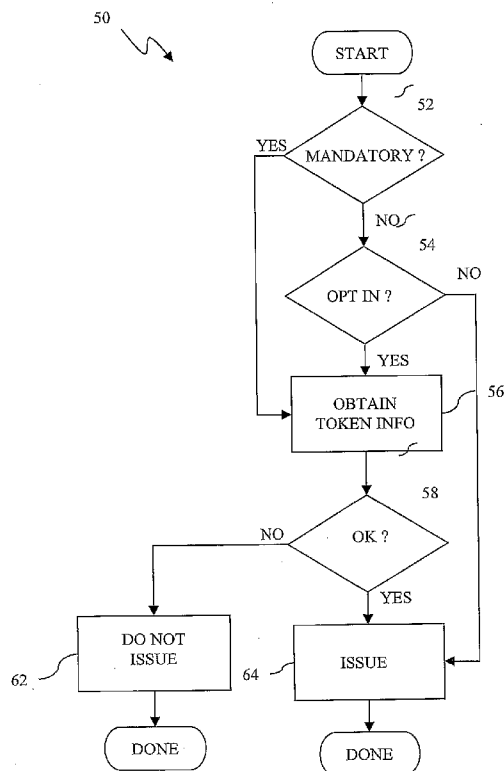 50
START
52
YES
MANDATORY ?
NO
54
OPT IN ?
NO
YES
OBTAIN
TOKEN INFO
56
58
NO
OK ?
YES
DO NOT
ISSUE
62
64
ISSUE
DONE
DONE